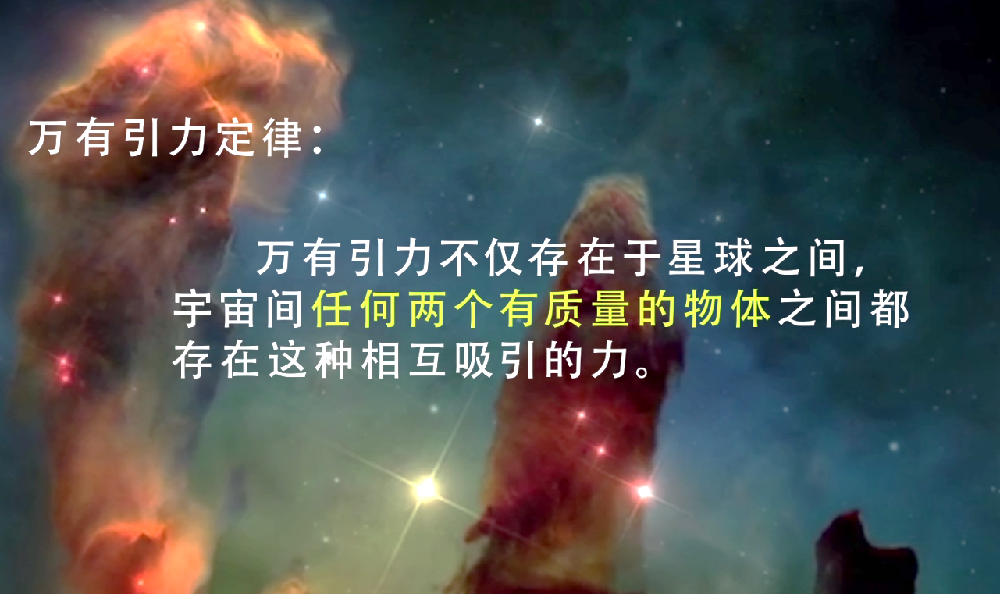 万有引力定律：
万有引力不仅存在于星球之间，
宇宙间任何两个有质量的物体之间都
存在这种相互吸引的力。